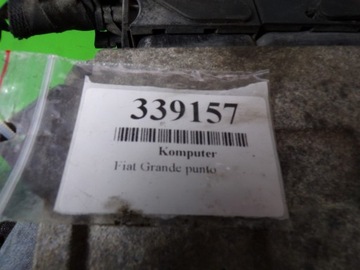 339157
Komputer
Fiat Grande punto